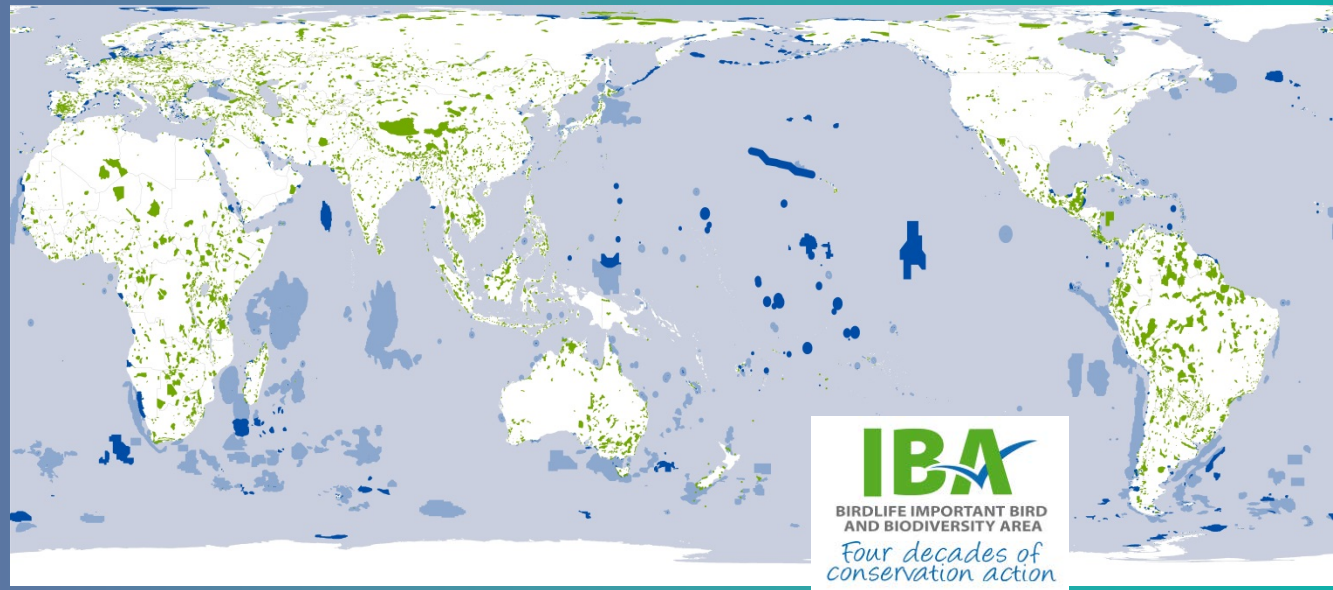 IBA
BIRDLIFE IMPORTANT BIRD
AND BIODIVERSITY AREA
Four decades of
conservation action